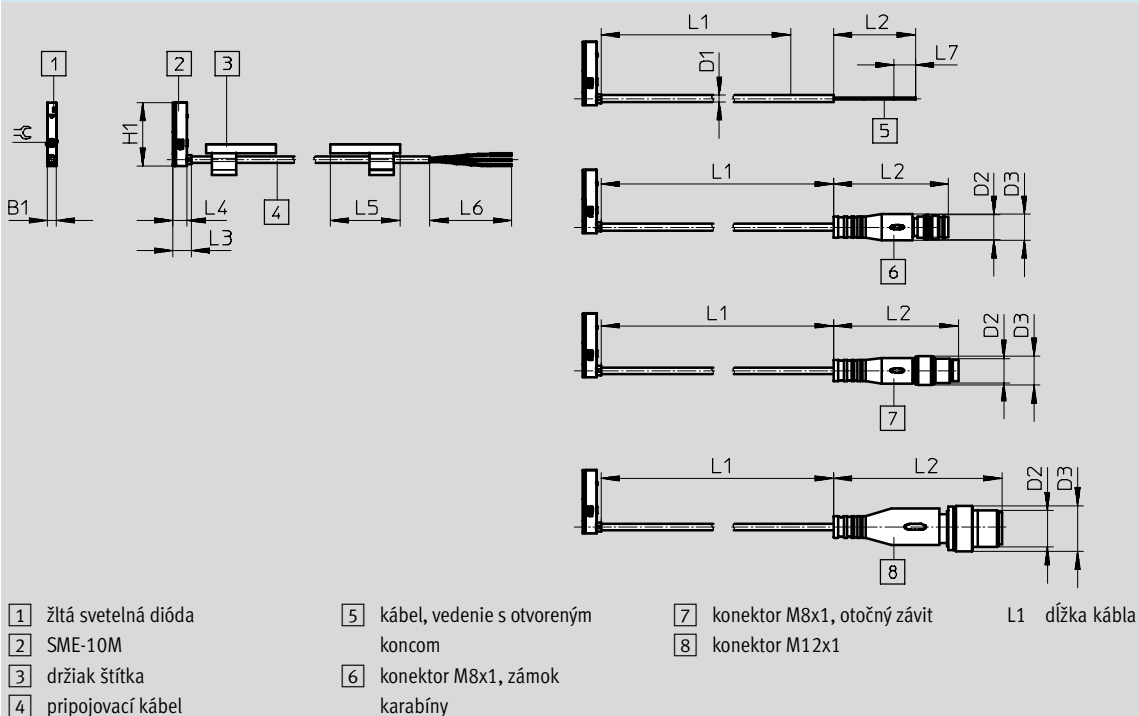 1
2
3
H1
B1
L4
L3
4
L5
L6
L1
L2
D1
L7
5
L1
L2
D2
D3
6
L1
L2
D2
D3
7
L1
L2
D2
D3
8
1 žltá svetelná dióda
2 SME-10M
3 držiak štítka
4 pripojovací kábel
5 kábel, vedenie s otvoreným
koncom
6 konektor M8x1, zámok
karabíny
7 konektor M8x1, otočný závit
8 konektor M12x1
L1 dĺžka kábla